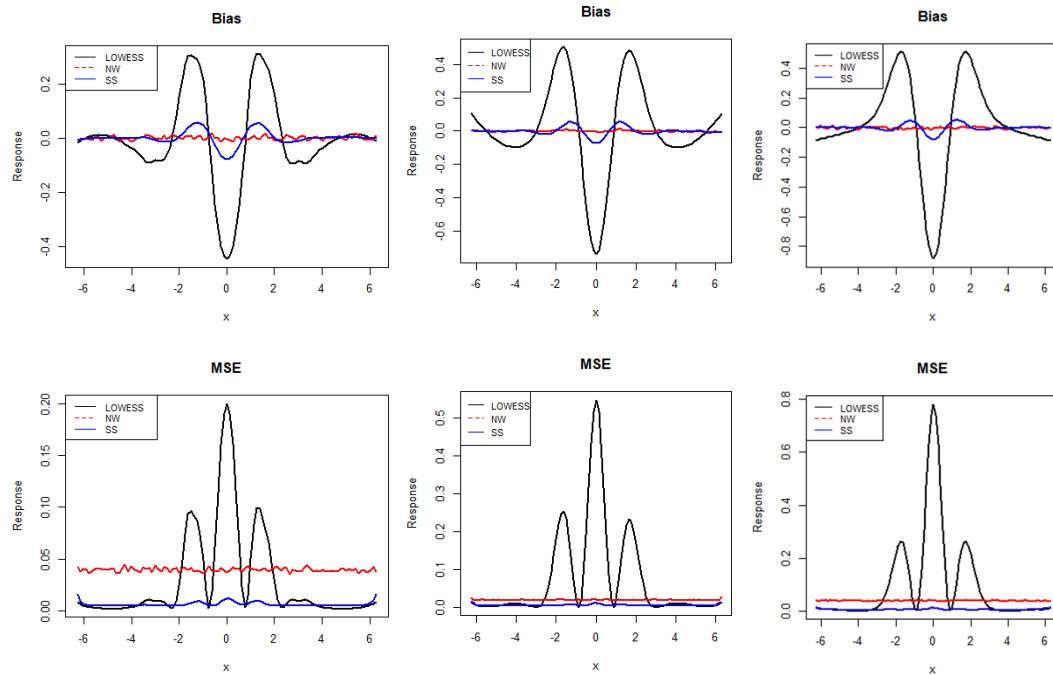 Bias
LOWESS
NW
SS
Response
0.2
0.0
-0.2
-0.4
-6 -4 -2 0 2 4 6
x
Bias
LOWESS
NW
SS
Response
0.4
0.2
0.0
-0.2
-0.4
-0.6
-6 -4 -2 0 2 4 6
x
Bias
LOWESS
NW
SS
Response
0.4
0.2
0.0
-0.2
-0.4
-0.6
-0.8
-6 -4 -2 0 2 4 6
x
MSE
LOWESS
NW
SS
Response
0.20
0.15
0.10
0.05
0.00
-6 -4 -2 0 2 4 6
x
MSE
LOWESS
NW
SS
Response
0.5
0.4
0.3
0.2
0.1
0.0
-6 -4 -2 0 2 4 6
x
MSE
LOWESS
NW
SS
Response
0.8
0.6
0.4
0.2
0.0
-6 -4 -2 0 2 4 6
x